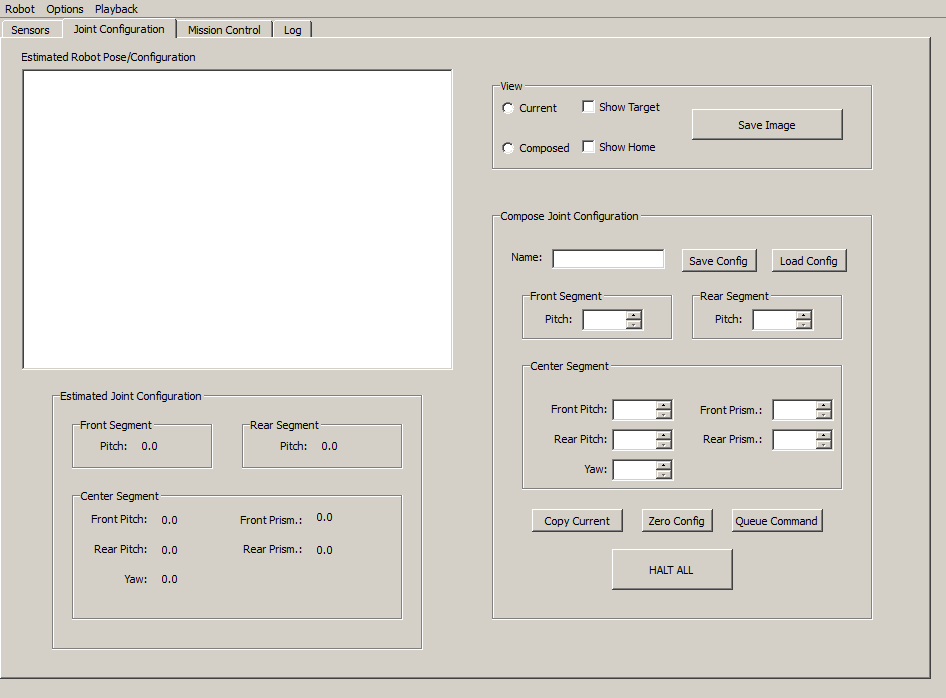 Robot Options Playback
Sensors Joint Configuration Mission Control Log
Estimated Robot Pose/Configuration
View
Current Show Target Save Image
Composed Show Home
Compose Joint Configuration
Name: Save Config Load Config
Front Segment Rear Segment
Pitch: Pitch:
Center Segment
Front Pitch: Front Prism.:
Rear Pitch: Rear Prism.:
Yaw:
Copy Current Zero Config Queue Command
HALT ALL
Estimated Joint Configuration
Front Segment Rear Segment
Pitch: 0.0 Pitch: 0.0
Center Segment
Front Pitch: 0.0 Front Prism.: 0.0
Rear Pitch: 0.0 Rear Prism.: 0.0
Yaw: 0.0